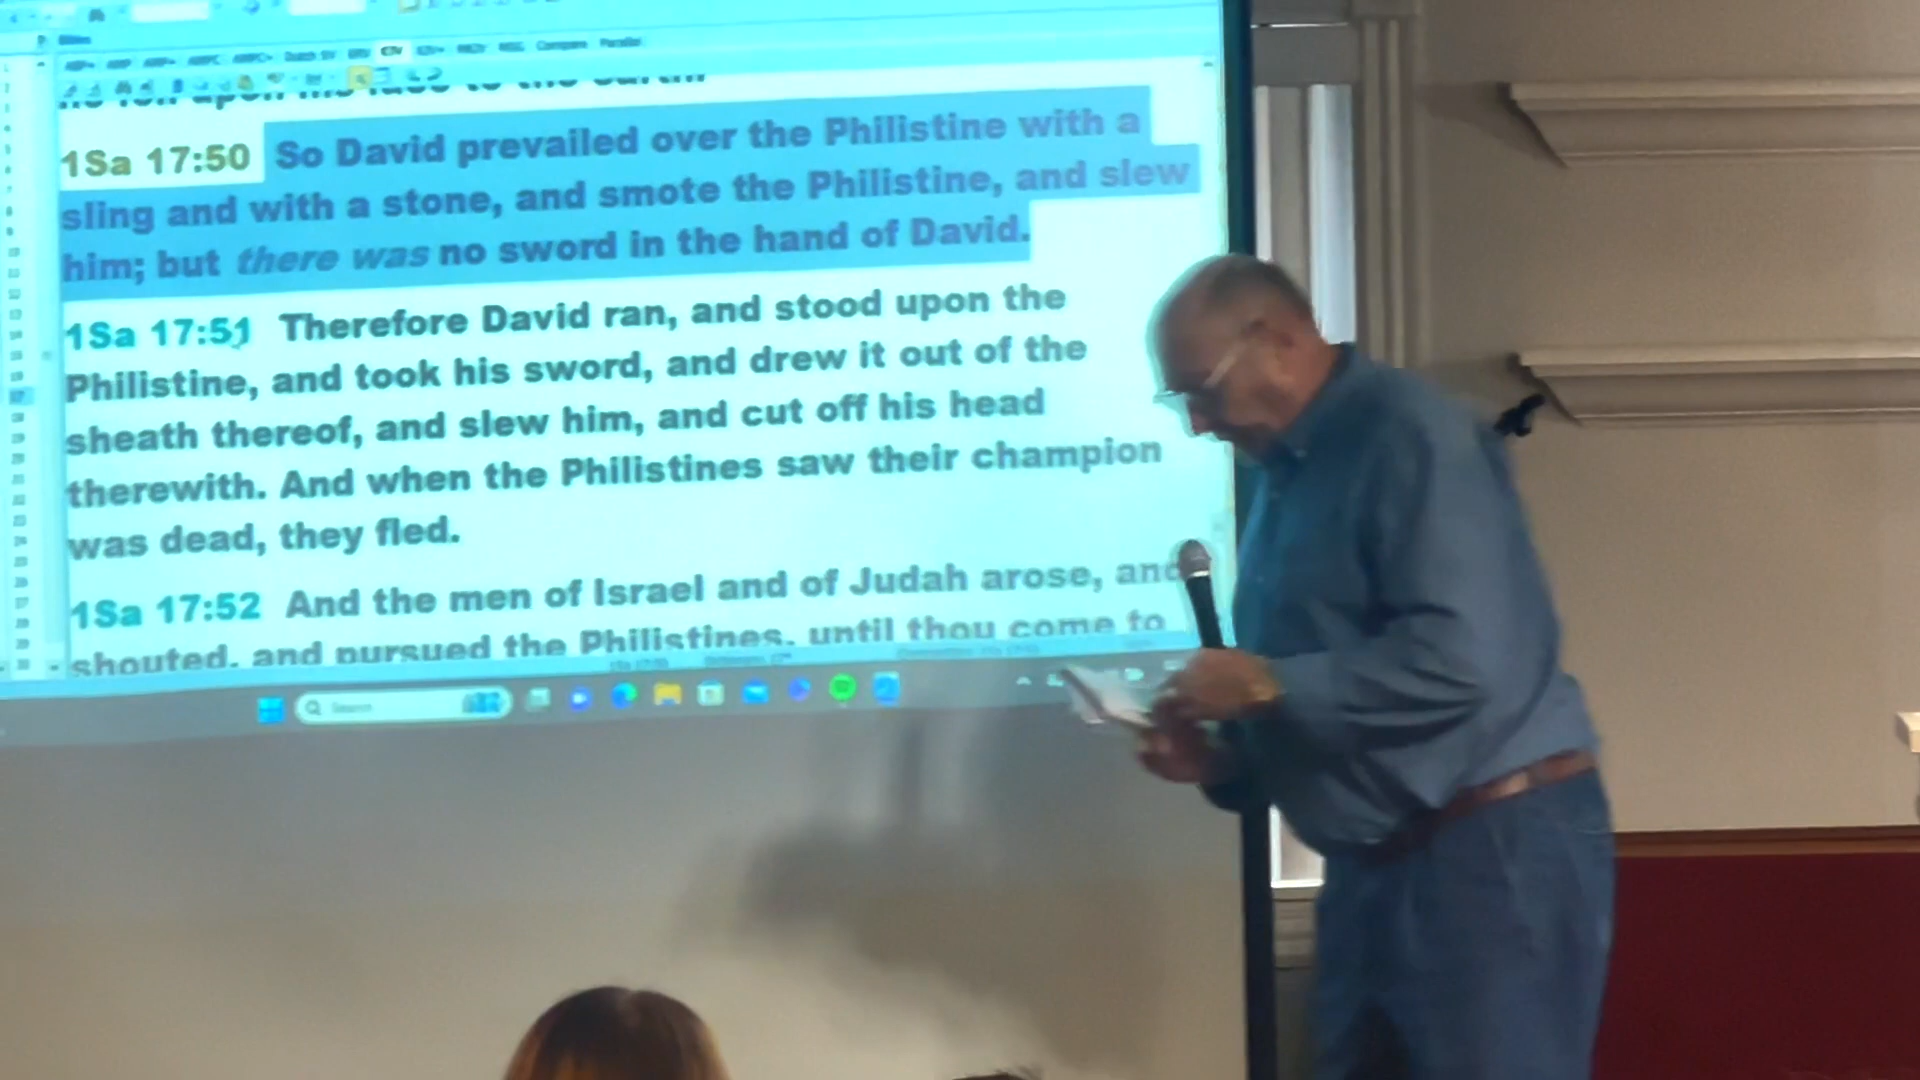 Bibles
Compare Parallel
1Sa 17:50 So David prevailed over the Philistine with a
sling and with a stone, and smote the Philistine, and slew
him; but there was no sword in the hand of David.
1Sa 17:51 Therefore David ran, and stood upon the
Philistine, and took his sword, and drew it out of the
sheath thereof, and slew him, and cut off his head
therewith. And when the Philistines saw their champion
was dead, they fled.
1Sa 17:52 And the men of Israel and of Judah arose, and
shouted, and pursued the Philistines, until thou come to
Search